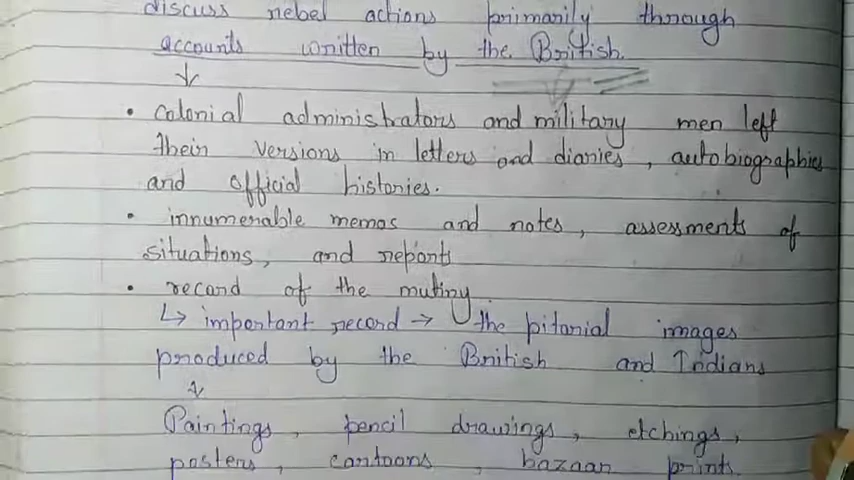 discuss rebel actions primarily through
accounts written by the British.
↓
• colonial administrators and military men left
their versions in letters and diaries, autobiographies
and official histories.
• innumerable memos and notes, assessments of
situations, and reports
• record of the mutiny
↳ important record → the pitorial images
produced by the British and Indians
↓
Paintings, pencil drawings, etchings,
posters, cartoons, bazaar prints.